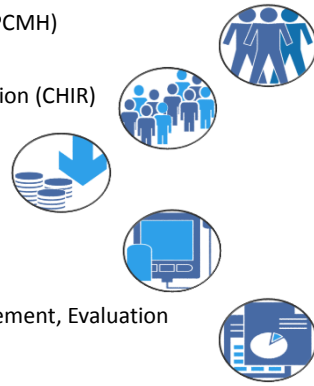 PCMH)
ion (CHIR)
ement, Evaluation